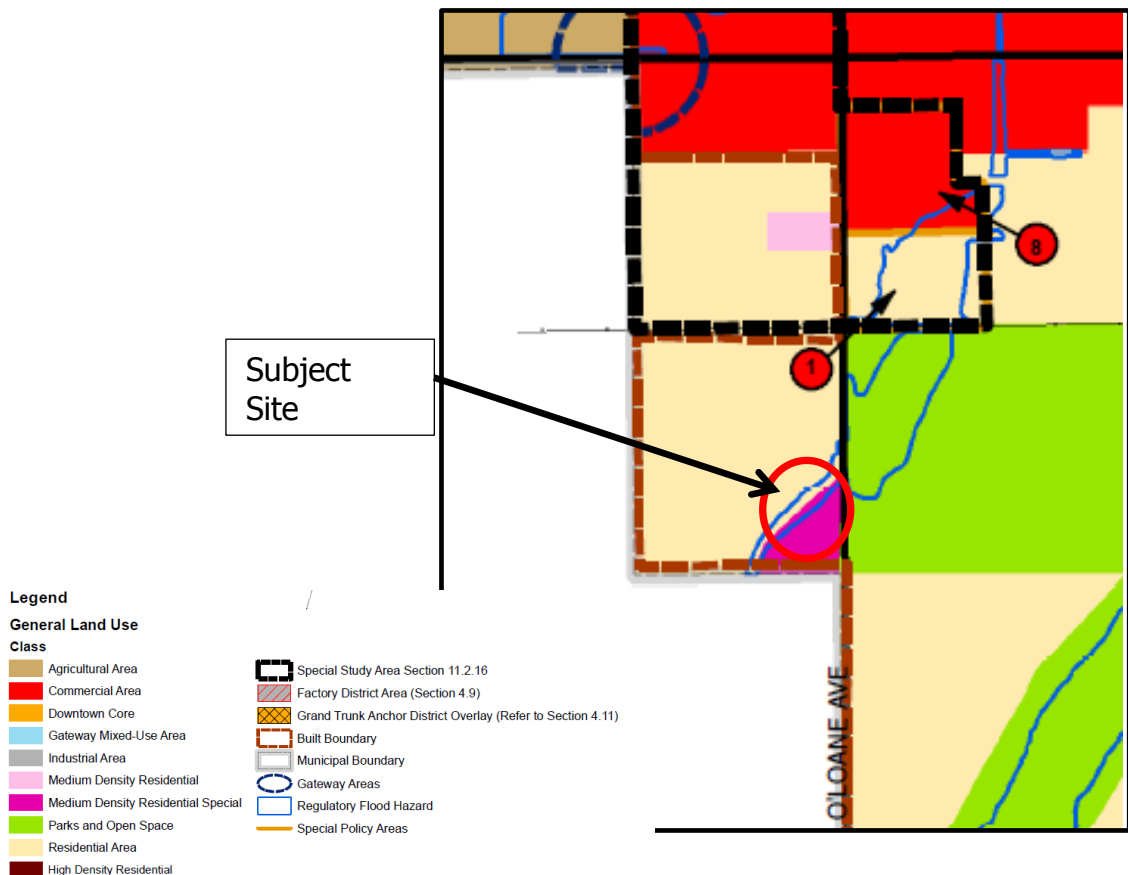 8
1
Subject
Site
O'LOANE AVE
Legend
General Land Use
Class
Agricultural Area
Commercial Area
Downtown Core
Gateway Mixed-Use Area
Industrial Area
Medium Density Residential
Medium Density Residential Special
Parks and Open Space
Residential Area
High Density Residential
Special Study Area Section 11.2.16
Factory District Area (Section 4.9)
Grand Trunk Anchor District Overlay (Refer to Section 4.11)
Built Boundary
Municipal Boundary
Gateway Areas
Regulatory Flood Hazard
Special Policy Areas